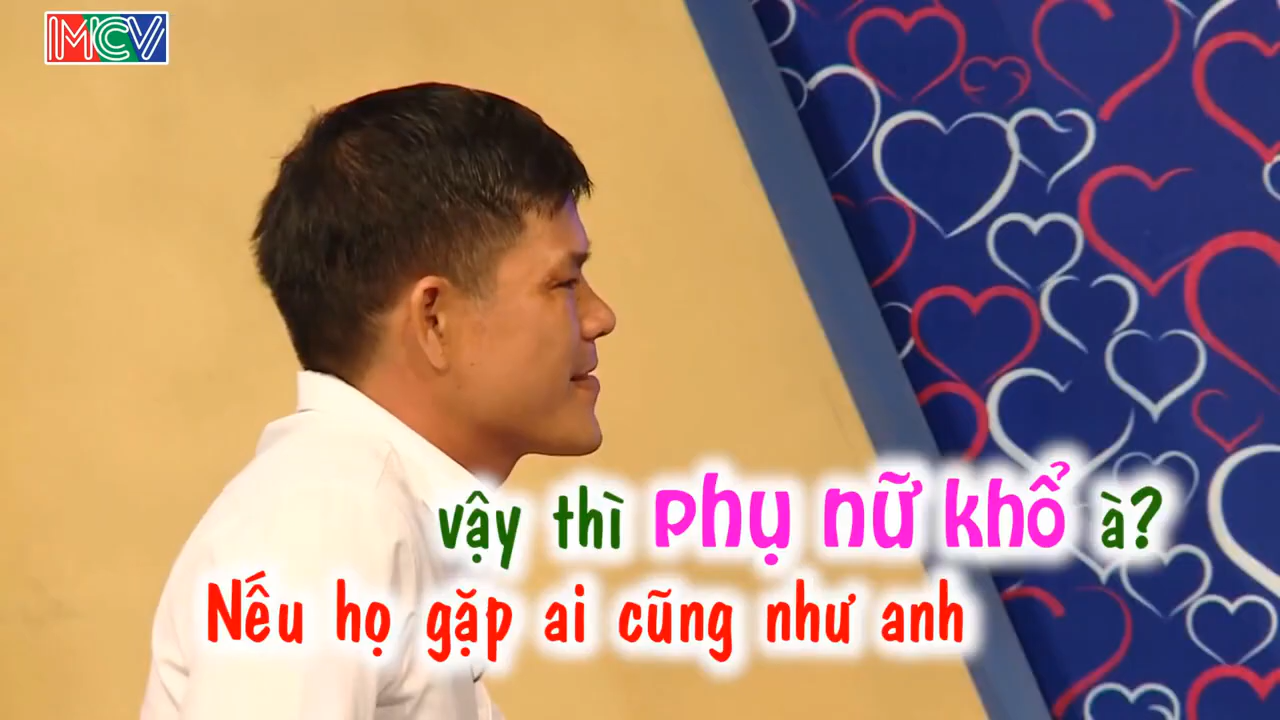 MCV
vậy thì phụ nữ khổ à?
Nếu họ gặp ai cũng như anh